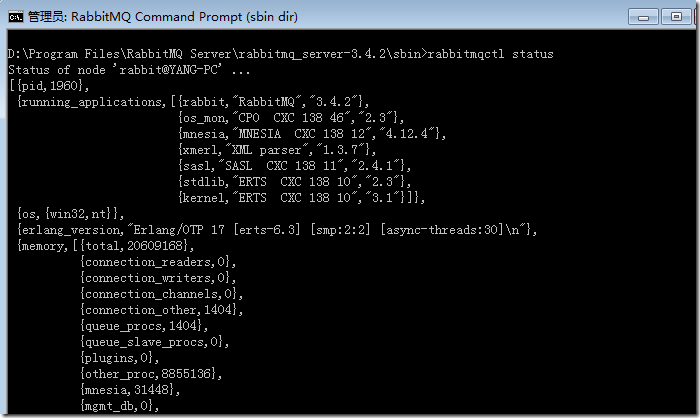 管理员: RabbitMQ Command Prompt (sbin dir)
D:\Program Files\RabbitMQ Server\rabbitmq_server-3.4.2\sbin>rabbitmqctl status
Status of node 'rabbit@YANG-PC' ...
[{pid,1960},
 {running_applications,[{rabbit,"RabbitMQ","3.4.2"},
                        {os_mon,"CPO  CXC 138 46","2.3"},
                        {mnesia,"MNESIA  CXC 138 12","4.12.4"},
                        {xmerl,"XML parser","1.3.7"},
                        {sasl,"SASL  CXC 138 11","2.4.1"},
                        {stdlib,"ERTS  CXC 138 10","2.3"},
                        {kernel,"ERTS  CXC 138 10","3.1"}]},
 {os,{win32,nt}},
 {erlang_version,"Erlang/OTP 17 [erts-6.3] [smp:2:2] [async-threads:30]\n"},
 {memory,[{total,20609168},
          {connection_readers,0},
          {connection_writers,0},
          {connection_channels,0},
          {connection_other,1404},
          {queue_procs,1404},
          {queue_slave_procs,0},
          {plugins,0},
          {other_proc,8855136},
          {mnesia,31448},
          {mgmt_db,0},